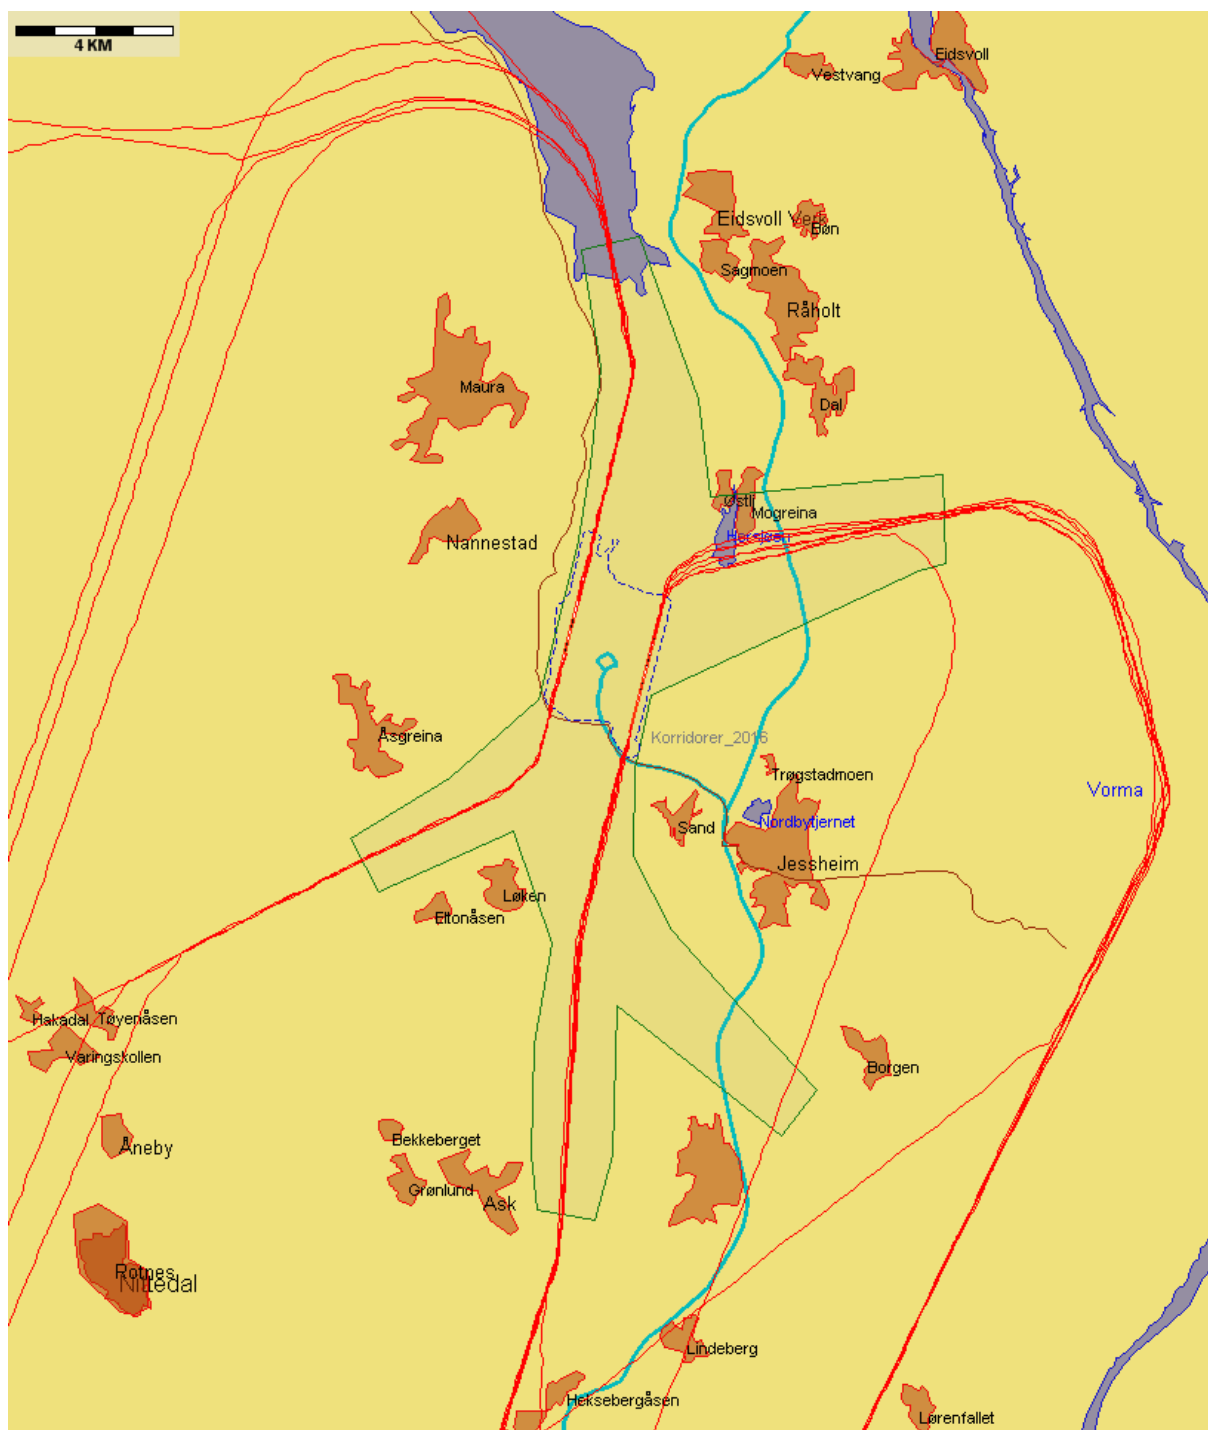 4 KM
Eidsvoll
Vestvang
Eidsvoll Verk
Bøn
Sagmoen
Råholt
Maura
Dal
Østli
Mogreina
Hersjøen
Nannestad
Åsgreina
Korridorer_2016
Trøgstadmoen
Vorma
Nordbytjernet
Sand
Jessheim
Løken
Eltonåsen
Hakadal
Tøyenåsen
Varingskollen
Borgen
Åneby
Bekkeberget
Grønlund
Ask
Rotnes
Nittedal
Lindeberg
Heksebergåsen
Lørenfallet